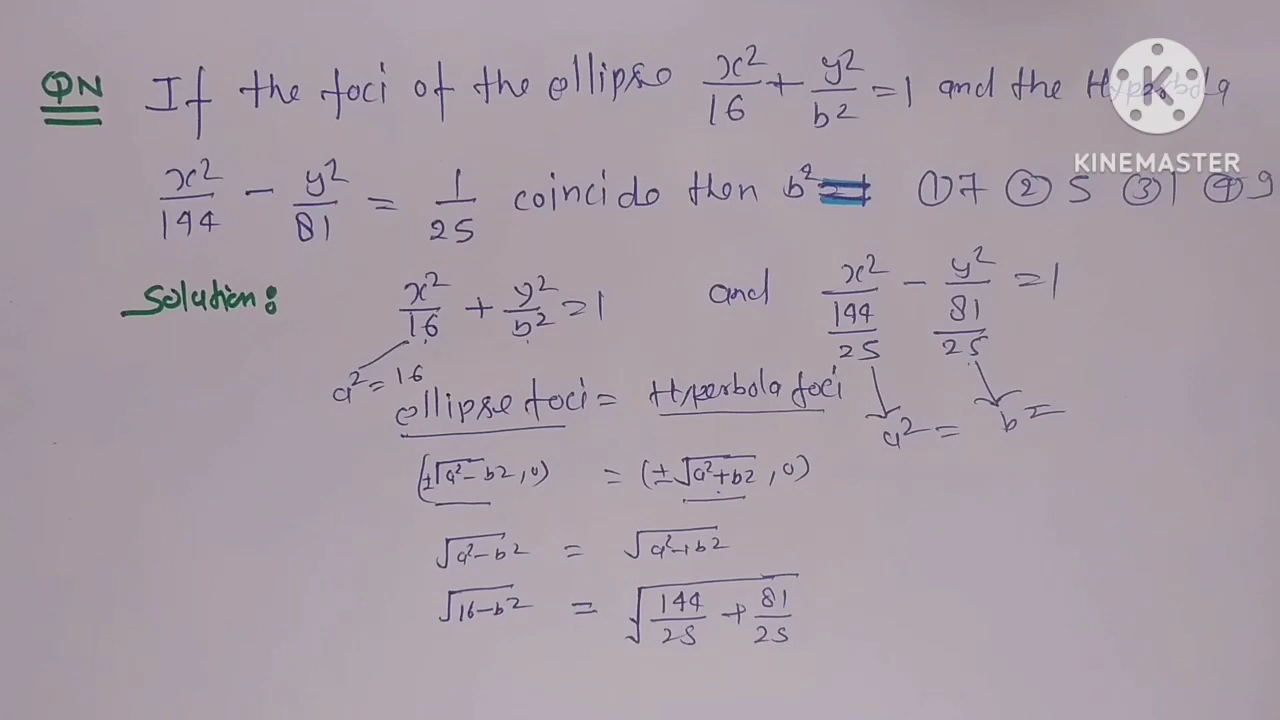 QN If the foci of the ellipse x²/16 + y²/b² = 1 and the Hyperbola
K
KINEMASTER
x²/144 - y²/81 = 1/25 coincide then b² = ① 7 ② 5 ③ 1 ④ 9
Solution: x²/16 + y²/b² = 1 and x²/(144/25) - y²/(81/25) = 1
a² = 16
ellipse foci = Hyperbola foci a² = b² =
(±√a²-b², 0) = (±√a²+b², 0)
√a²-b² = √a²+b²
√16-b² = √144/25 + 81/25